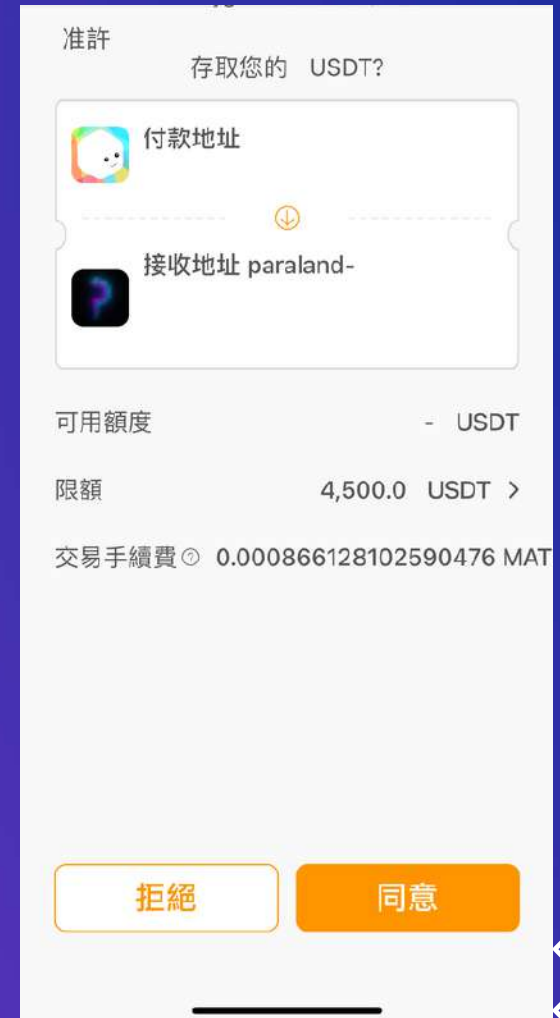 准許
存取您的 USDT?
付款地址
接收地址 paraland-
可用額度 - USDT
限額 4,500.0 USDT >
交易手續費 ? 0.000866128102590476 MAT
拒絕 同意